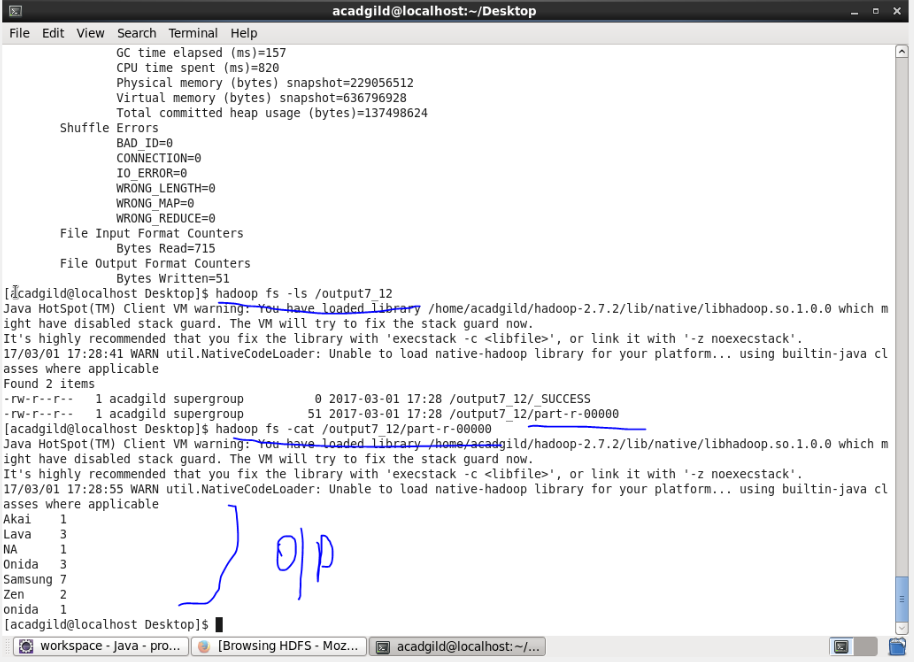 acadgild@localhost:~/Desktop
File Edit View Search Terminal Help
GC time elapsed (ms)=157
CPU time spent (ms)=820
Physical memory (bytes) snapshot=229056512
Virtual memory (bytes) snapshot=636796928
Total committed heap usage (bytes)=137498624
Shuffle Errors
BAD_ID=0
CONNECTION=0
IO_ERROR=0
WRONG_LENGTH=0
WRONG_MAP=0
WRONG_REDUCE=0
File Input Format Counters
Bytes Read=715
File Output Format Counters
Bytes Written=51
[acadgild@localhost Desktop]$ hadoop fs -ls /output7_12
Java HotSpot(TM) Client VM warning: You have loaded library /home/acadgild/hadoop-2.7.2/lib/native/libhadoop.so.1.0.0 which m
ight have disabled stack guard. The VM will try to fix the stack guard now.
It's highly recommended that you fix the library with 'execstack -c <libfile>', or link it with '-z noexecstack'.
17/03/01 17:28:41 WARN util.NativeCodeLoader: Unable to load native-hadoop library for your platform... using builtin-java cl
asses where applicable
Found 2 items
-rw-r--r-- 1 acadgild supergroup 0 2017-03-01 17:28 /output7_12/_SUCCESS
-rw-r--r-- 1 acadgild supergroup 51 2017-03-01 17:28 /output7_12/part-r-00000
[acadgild@localhost Desktop]$ hadoop fs -cat /output7_12/part-r-00000
Java HotSpot(TM) Client VM warning: You have loaded library /home/acadgild/hadoop-2.7.2/lib/native/libhadoop.so.1.0.0 which m
ight have disabled stack guard. The VM will try to fix the stack guard now.
It's highly recommended that you fix the library with 'execstack -c <libfile>', or link it with '-z noexecstack'.
17/03/01 17:28:55 WARN util.NativeCodeLoader: Unable to load native-hadoop library for your platform... using builtin-java cl
asses where applicable
Akai 1
Lava 3
NA 1
Onida 3
Samsung 7
Zen 2
onida 1
o/p
[acadgild@localhost Desktop]$
workspace - Java - pro... [Browsing HDFS - Moz... acadgild@localhost:~/...